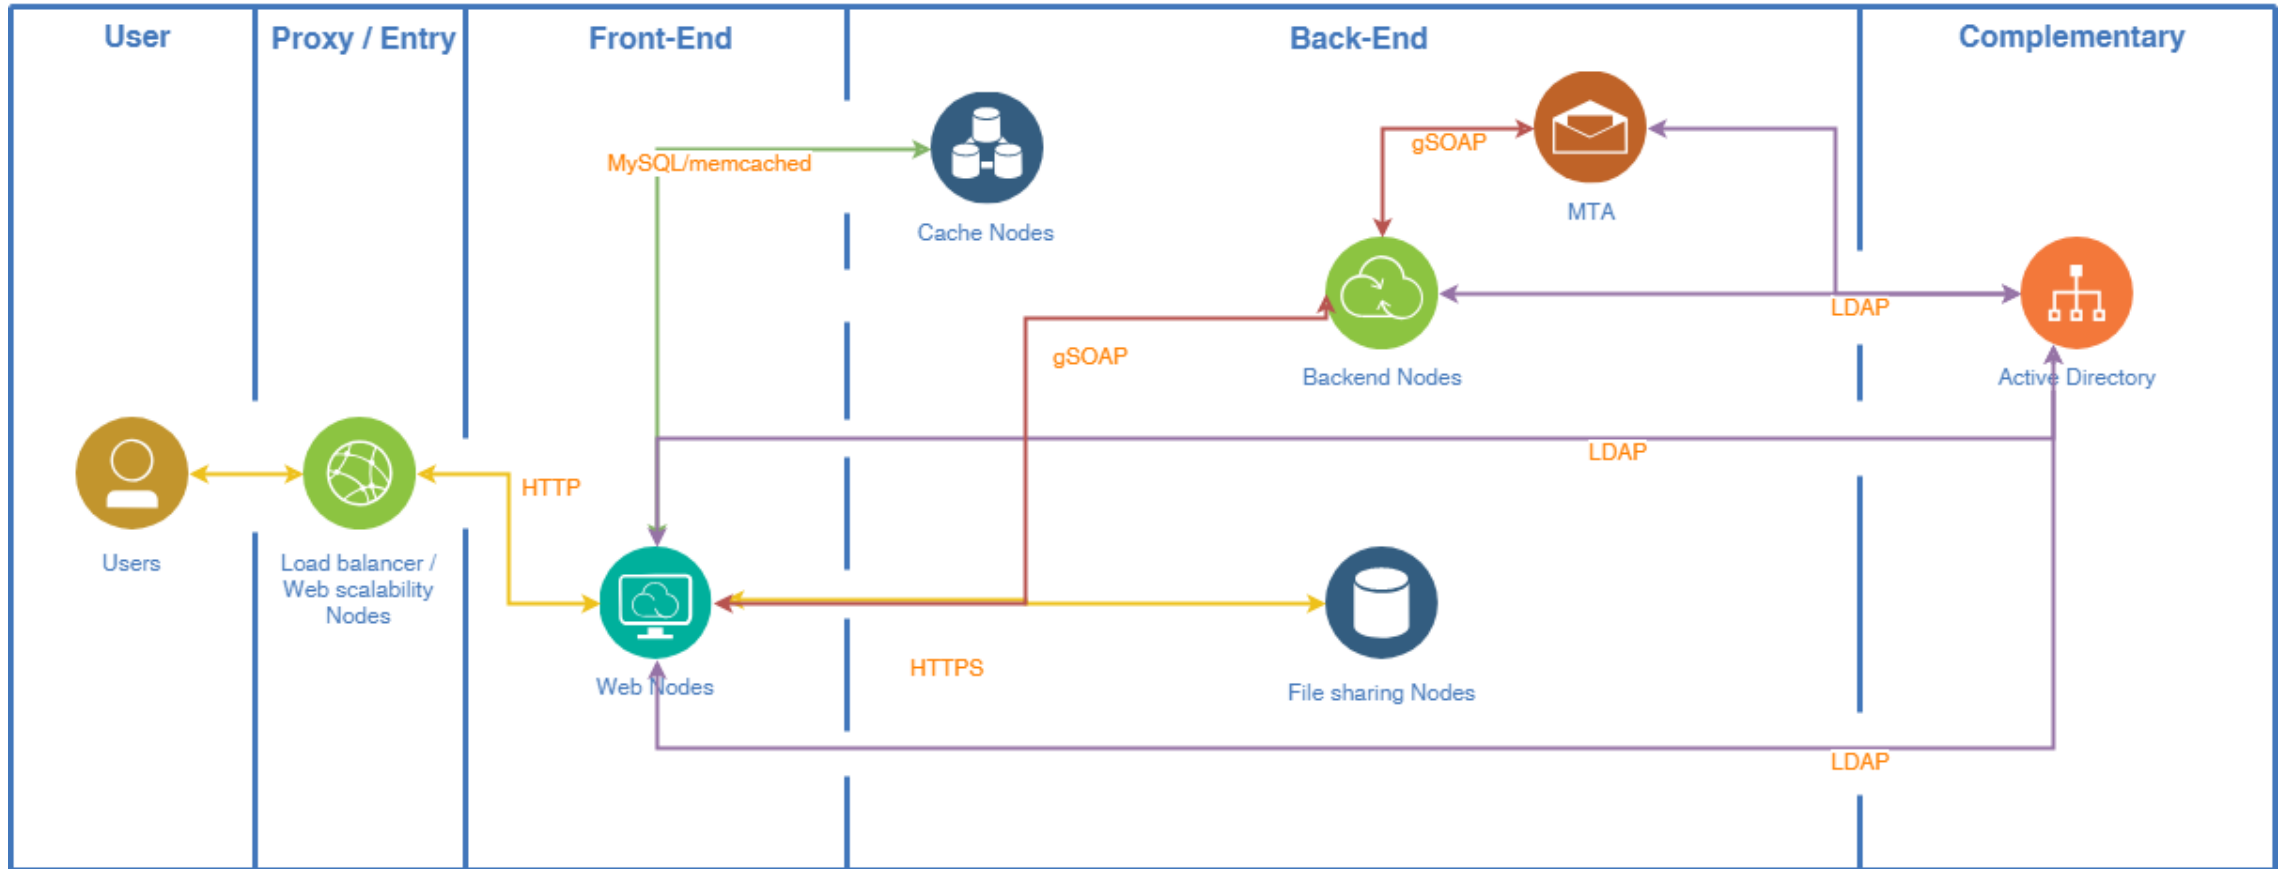 User
Proxy / Entry
Front-End
Back-End
Complementary
gSOAP
MySQL/memcached
MTA
Cache Nodes
LDAP
gSOAP
Backend Nodes
Active Directory
LDAP
HTTP
Users
Load balancer /
Web scalability
Nodes
HTTPS
Web Nodes
File sharing Nodes
LDAP